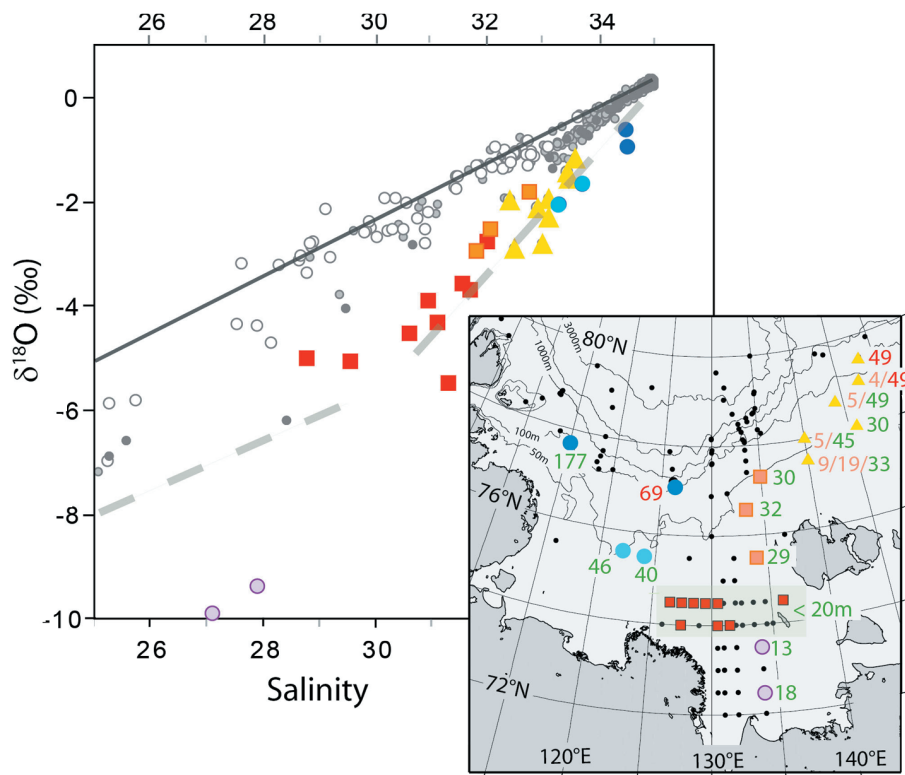 26 28 30 32 34
0
-2
-4
-6
-8
-10
δ¹⁸O (‰)
26 28 30
Salinity
80°N
3000m
1000m
100m
50m
76°N
72°N
120°E 130°E 140°E
49
4/49
5/49
30
5/45
9/19/33
177
69
30
32
46
40
29
< 20m
13
18